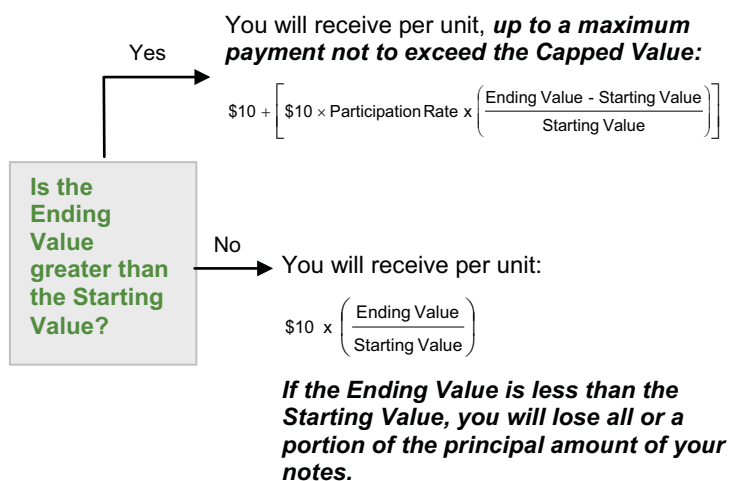 You will receive per unit, up to a maximum
payment not to exceed the Capped Value:
Yes
$10 + [ $10 × Participation Rate x ( Ending Value - Starting Value
Starting Value ) ]
Is the
Ending
Value
greater than
the Starting
Value?
No
You will receive per unit:
$10 x ( Ending Value
Starting Value )
If the Ending Value is less than the
Starting Value, you will lose all or a
portion of the principal amount of your
notes.